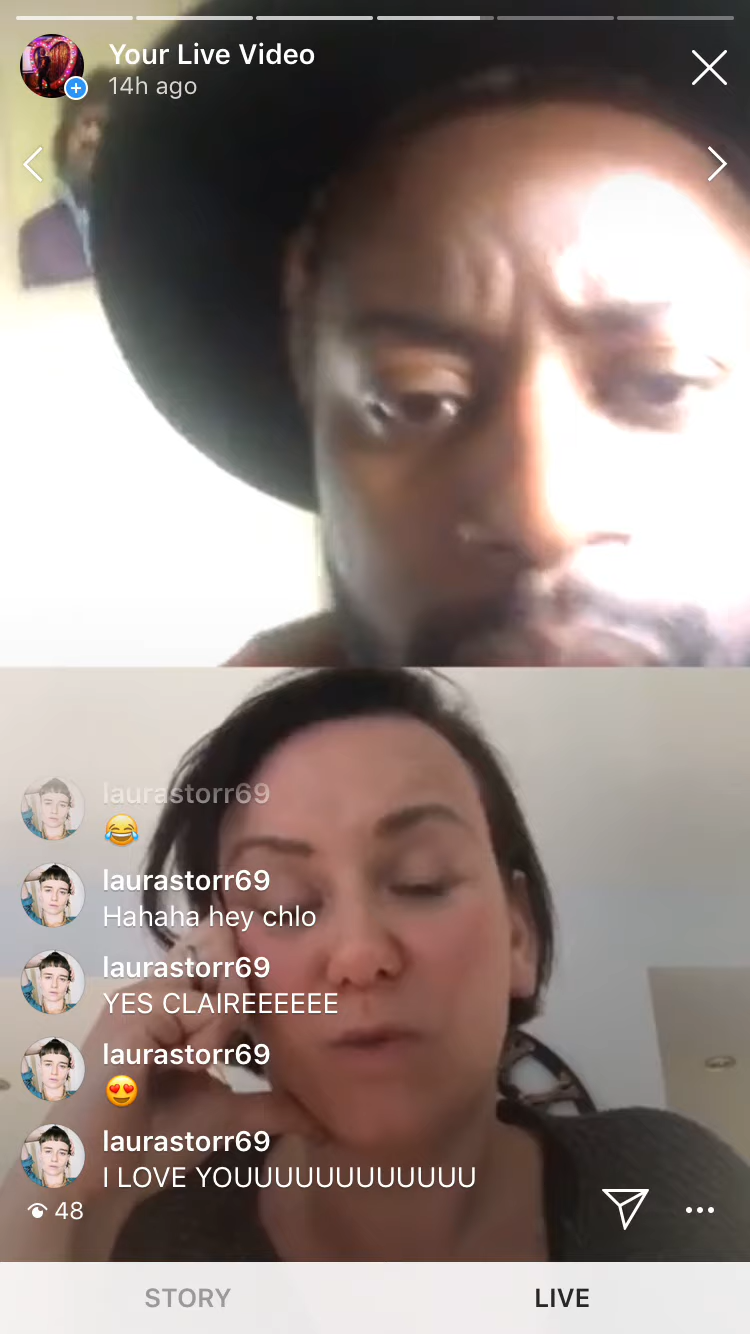 Your Live Video
14h ago
laurastorr69
😂
laurastorr69
Hahaha hey chlo
laurastorr69
YES CLAIREEEEEE
laurastorr69
😍
laurastorr69
I LOVE YOUUUUUUUUUUUUU
48
STORY
LIVE